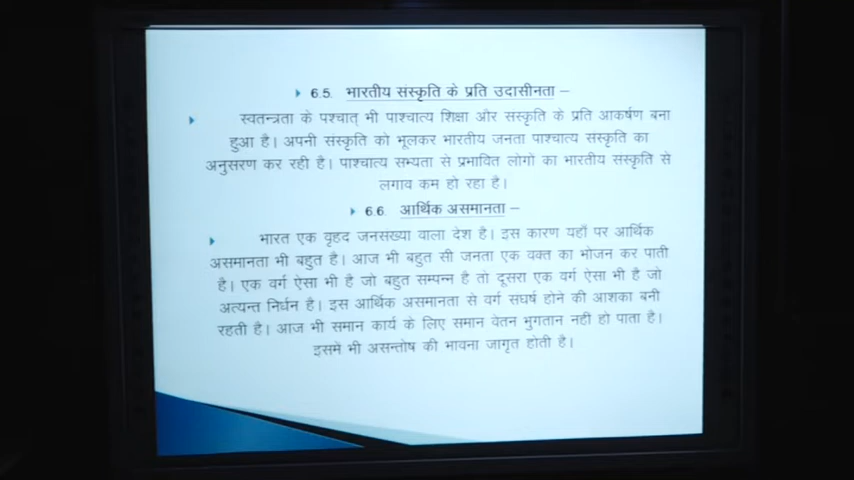 6.5. भारतीय संस्कृति के प्रति उदासीनता –
स्वतन्त्रता के पश्चात् भी पाश्चात्य शिक्षा और संस्कृति के प्रति आकर्षण बना
हुआ है। अपनी संस्कृति को भूलकर भारतीय जनता पाश्चात्य संस्कृति का
अनुसरण कर रही है। पाश्चात्य सभ्यता से प्रभावित लोगो का भारतीय संस्कृति से
लगाव कम हो रहा है।
6.6. आर्थिक असमानता –
भारत एक वृहद जनसंख्या वाला देश है। इस कारण यहाँ पर आर्थिक
असमानता भी बहुत है। आज भी बहुत सी जनता एक वक्त का भोजन कर पाती
है। एक वर्ग ऐसा भी है जो बहुत सम्पन्न है तो दूसरा एक वर्ग ऐसा भी है जो
अत्यन्त निर्धन है। इस आर्थिक असमानता से वर्ग संघर्ष होने की आशंका बनी
रहती है। आज भी समान कार्य के लिए समान वेतन भुगतान नही हो पाता है।
इसमें भी असन्तोष की भावना जागृत होती है।